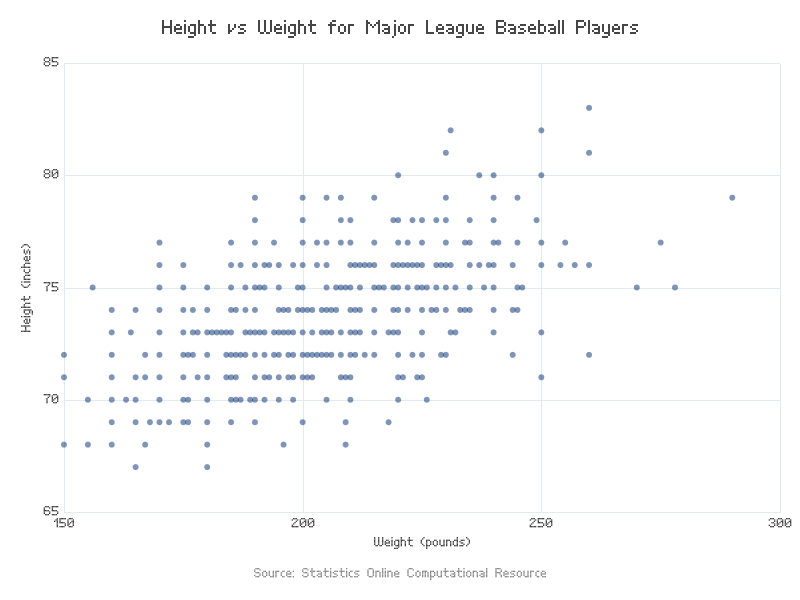 Height vs Weight for Major League Baseball Players
85
80
75
70
65
Height (inches)
150 200 250 300
Weight (pounds)
Source: Statistics Online Computational Resource